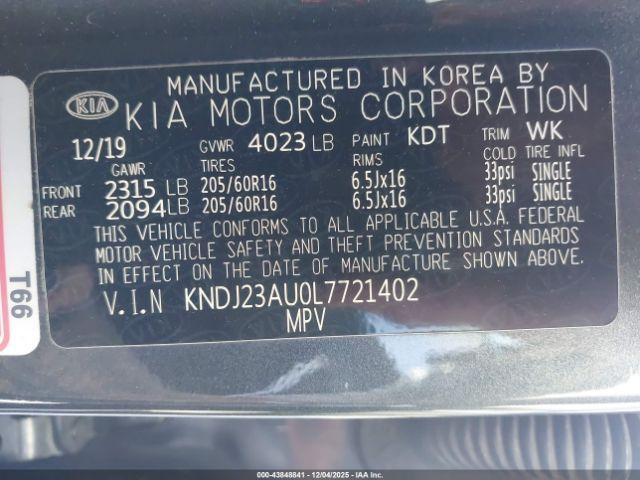 MANUFACTURED IN KOREA BY
KIA KIA MOTORS CORPORATION
12/19 GVWR 4023 LB PAINT KDT TRIM WK
GAWR TIRES RIMS COLD TIRE INFL
FRONT 2315 LB 205/60R16 6.5Jx16 33psi SINGLE
REAR 2094 LB 205/60R16 6.5Jx16 33psi SINGLE
THIS VEHICLE CONFORMS TO ALL APPLICABLE U.S.A. FEDERAL
MOTOR VEHICLE SAFETY AND THEFT PREVENTION STANDARDS
IN EFFECT ON THE DATE OF MANUFACTURE SHOWN ABOVE.
V.I.N KNDJ23AU0L7721402
MPV
T66
000-43848841 - 12/04/2025 - IAAI.COM